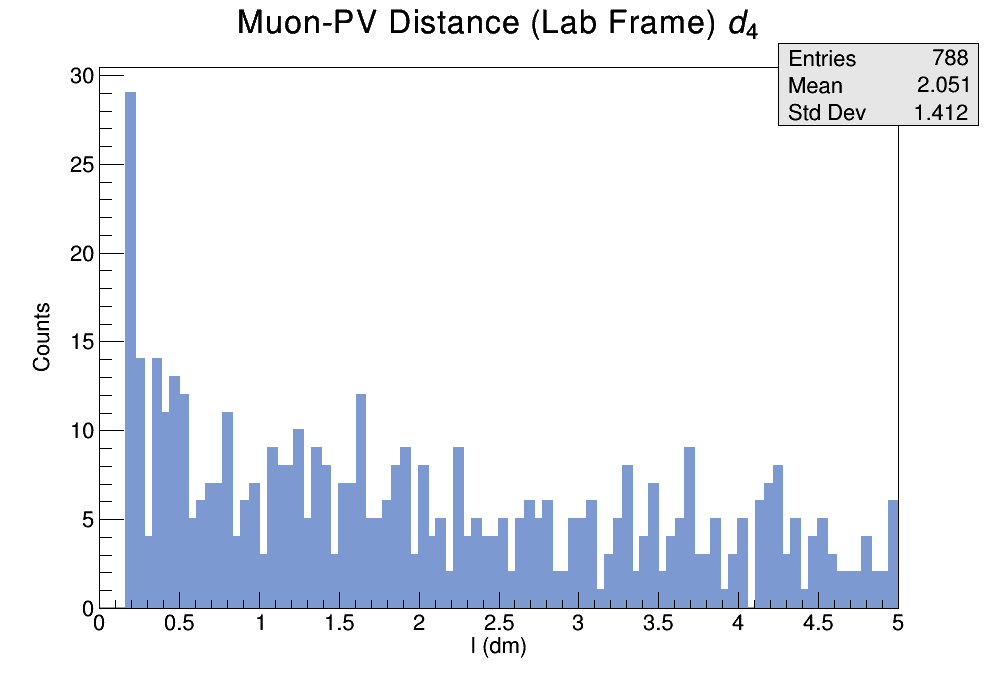 Muon-PV Distance (Lab Frame) d4
Entries 788
Mean 2.051
Std Dev 1.412
30
25
20
15
10
5
0
Counts
0 0.5 1 1.5 2 2.5 3 3.5 4 4.5 5
l (dm)